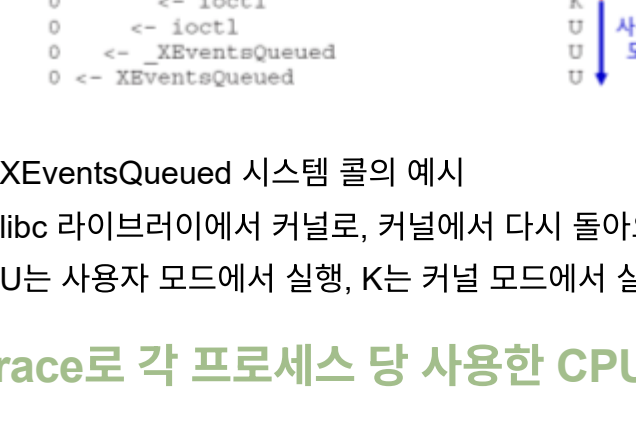 0 <- ioctl K
0 <- ioctl U
0 <- _XEventsQueued U
0 <- XEventsQueued U
XEventsQueued 시스템 콜의 예시
libc 라이브러이에서 커널로, 커널에서 다시 돌아
U는 사용자 모드에서 실행, K는 커널 모드에서
race로 각 프로세스 당 사용한 CPU